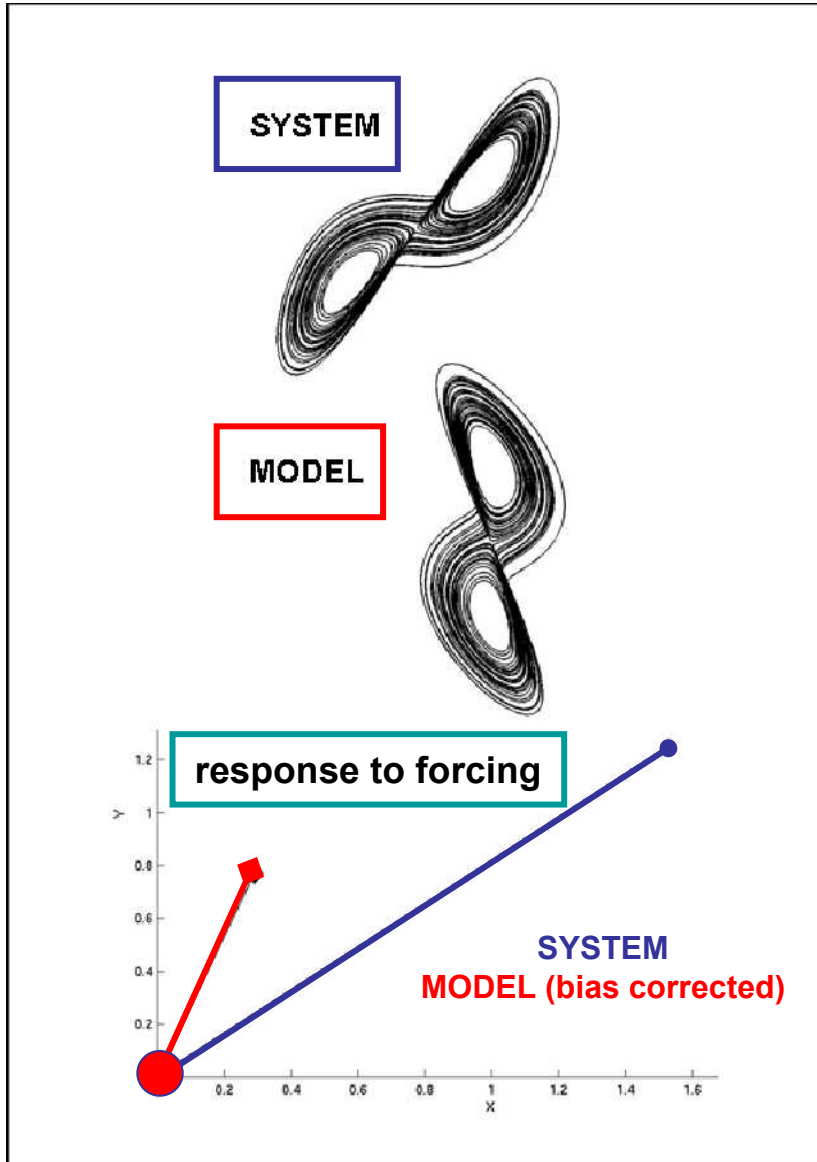 SYSTEM
MODEL
response to forcing
1.2
Y
1
0.8
0.6
0.4
0.2
SYSTEM
MODEL (bias corrected)
0.2 0.4 0.6 0.8 1 1.2 1.4 1.6
X